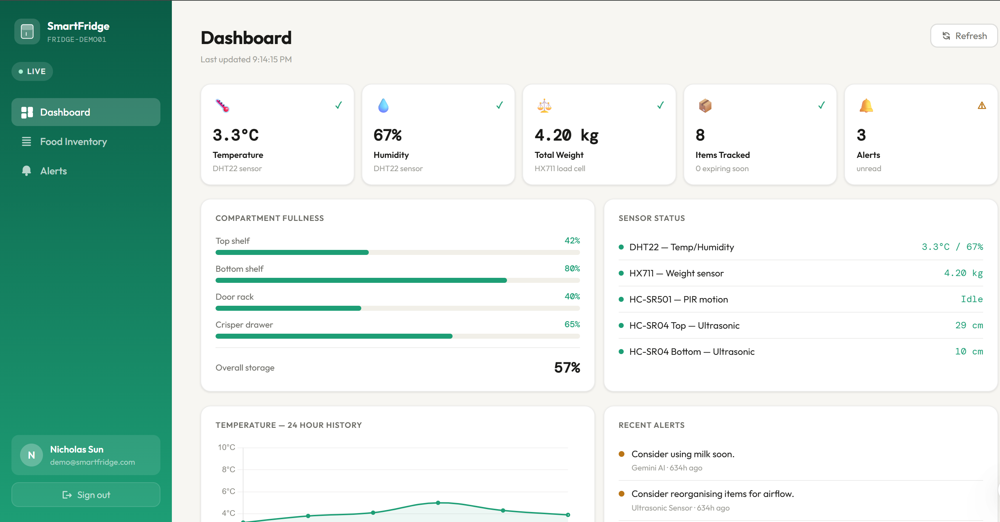 SmartFridge
FRIDGE-DEMO01
LIVE
Dashboard
Food Inventory
Alerts
N
Nicholas Sun
demo@smartfridge.com
Sign out
Dashboard
Last updated 9:14:15 PM
Refresh
3.3°C
Temperature
DHT22 sensor
67%
Humidity
DHT22 sensor
4.20 kg
Total Weight
HX711 load cell
8
Items Tracked
0 expiring soon
3
Alerts
unread
COMPARTMENT FULLNESS
Top shelf 42%
Bottom shelf 80%
Door rack 40%
Crisper drawer 65%
Overall storage 57%
SENSOR STATUS
DHT22 — Temp/Humidity 3.3°C / 67%
HX711 — Weight sensor 4.20 kg
HC-SR501 — PIR motion Idle
HC-SR04 Top — Ultrasonic 29 cm
HC-SR04 Bottom — Ultrasonic 10 cm
TEMPERATURE — 24 HOUR HISTORY
10°C
8°C
6°C
4°C
RECENT ALERTS
Consider using milk soon.
Gemini AI · 634h ago
Consider reorganising items for airflow.
Ultrasonic Sensor · 634h ago